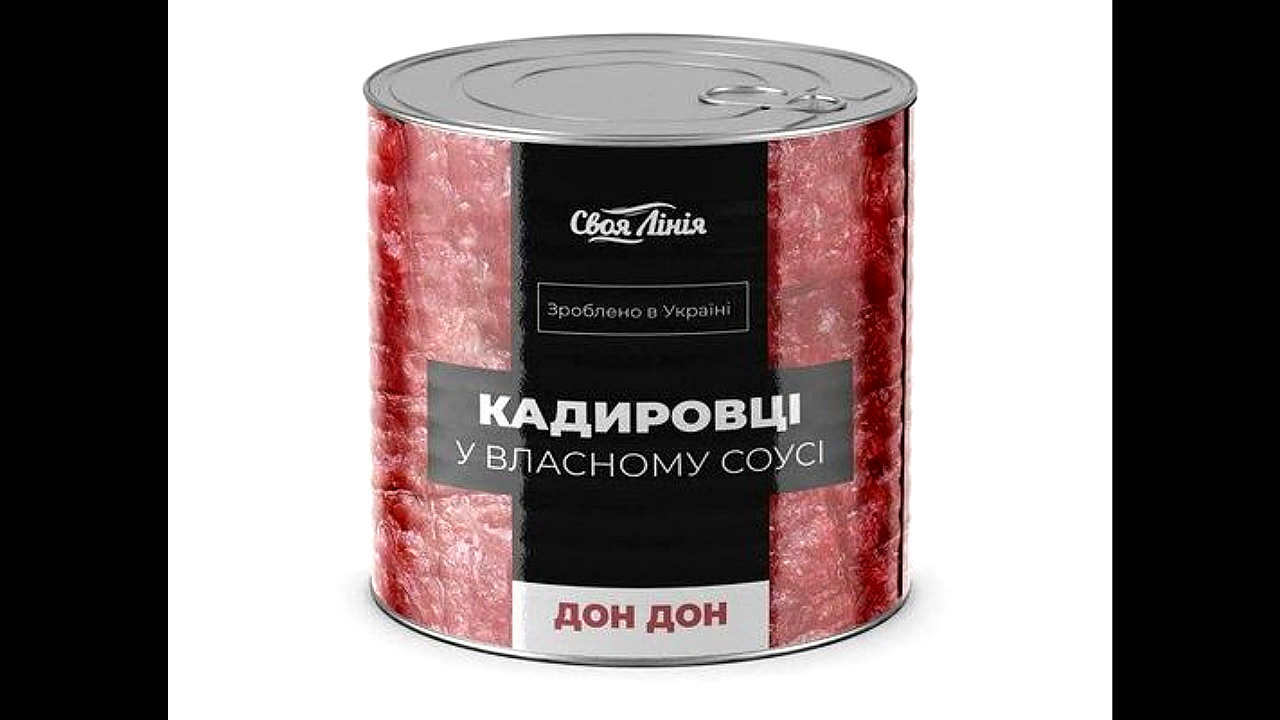 Своя Лінія
Зроблено в Україні
КАДИРОВЦІ
У ВЛАСНОМУ СОУСІ
ДОН ДОН